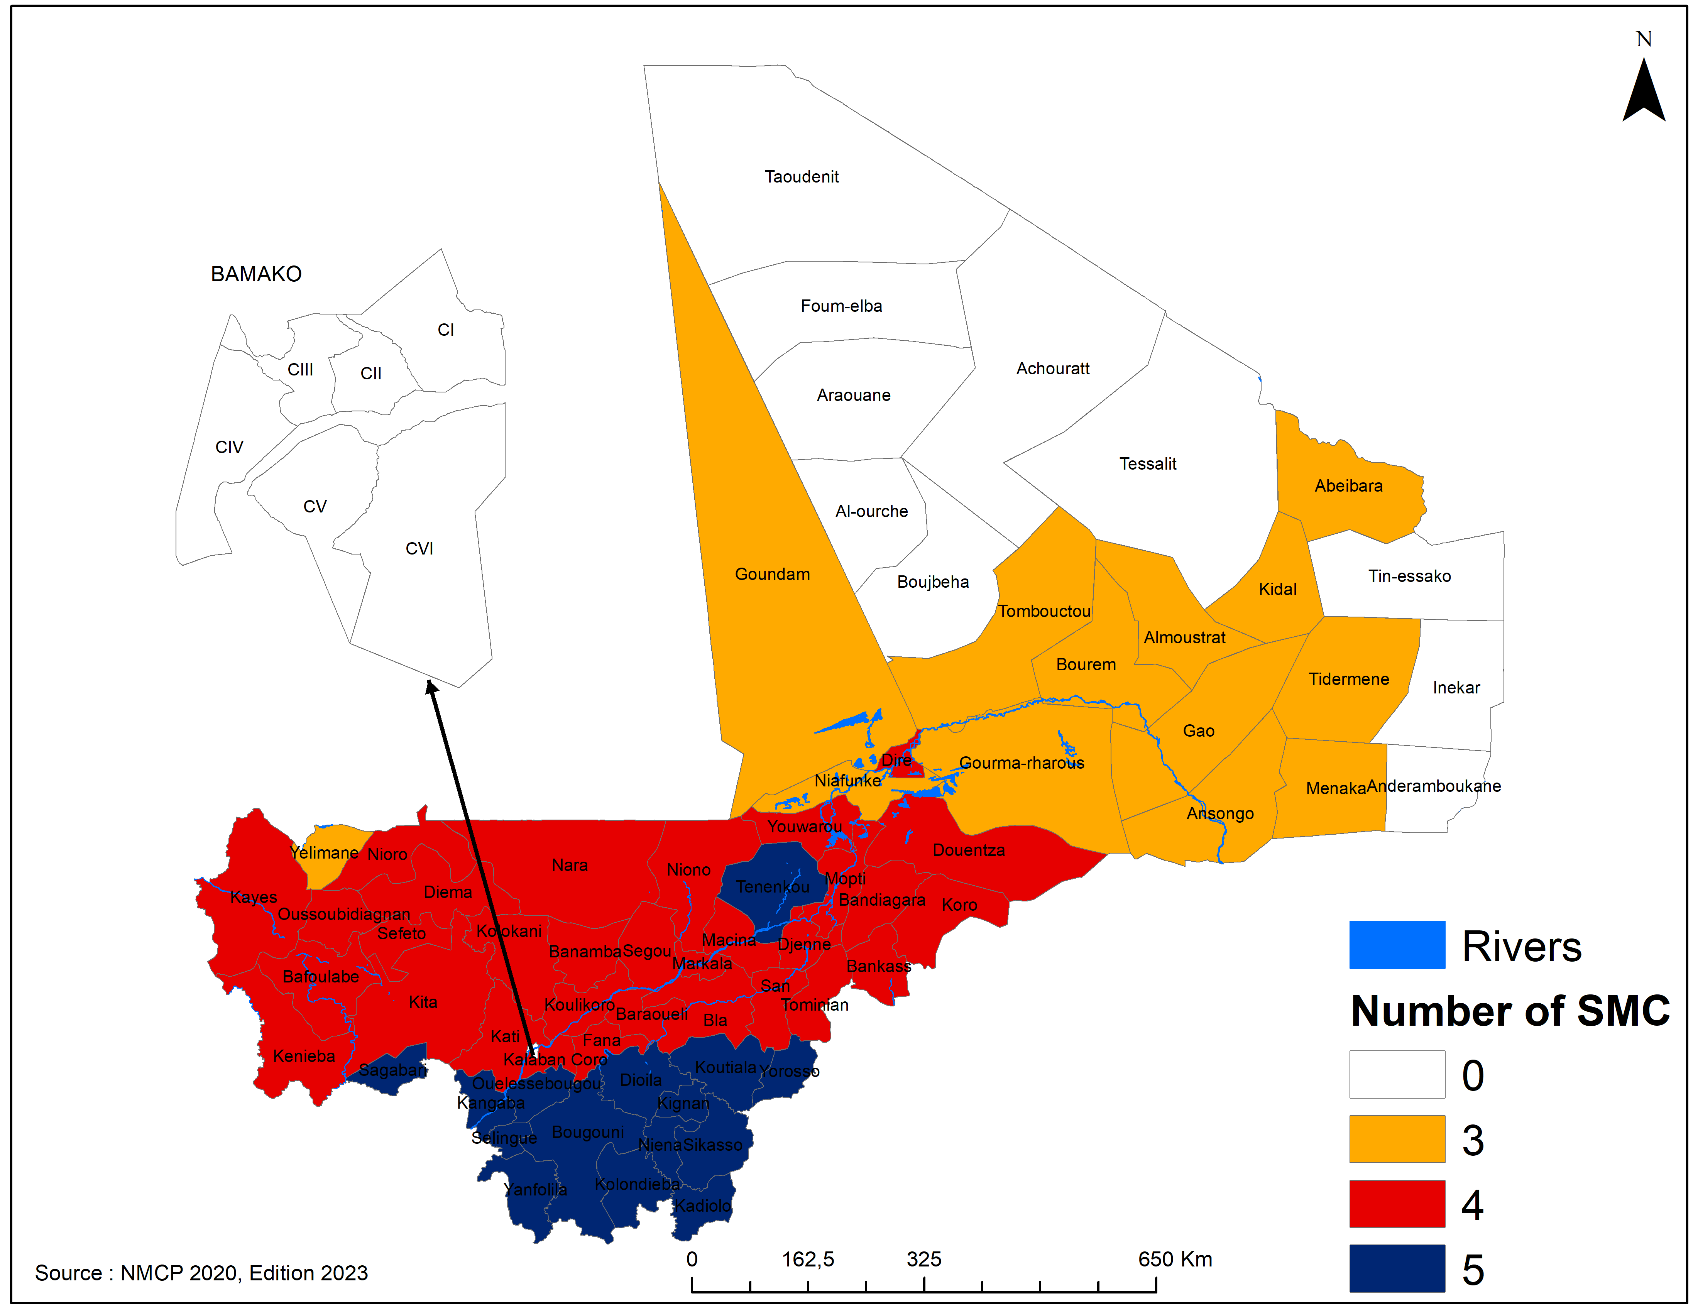 N
Taoudenit
BAMAKO
Foum-elba
CI
CIII
CII
Achouratt
Araouane
CIV
Tessalit
Abeibara
CV
Al-ourche
CVI
Goundam
Boujbeha
Tin-essako
Kidal
Tombouctou
Almoustrat
Bourem
Tidermene
Inekar
Gao
Dire
Gourma-rharous
Niafunke
Menaka
Anderamboukane
Ansongo
Youwarou
Yelimane
Nioro
Nara
Niono
Douentza
Tenenkou
Mopti
Kayes
Dierna
Bandiagara
Koro
Oussoubidiagnan
Sefeto
Kolokani
Banamba
Segou
Macina
Djenne
Markala
Bankass
Bafoulabe
San
Kita
Koulikoro
Baraoueli
Bla
Tominian
Kati
Fana
Kenieba
Kalaban Coro
Sagabari
Ouelessebougou
Dioila
Koutiala
Yorosso
Kangaba
Kignan
Selingue
Bougouni
Niena
Sikasso
Yanfolila
Kolondieba
Kadiolo
Rivers
Number of SMC
0
3
4
5
0 162,5 325 650 Km
Source : NMCP 2020, Edition 2023